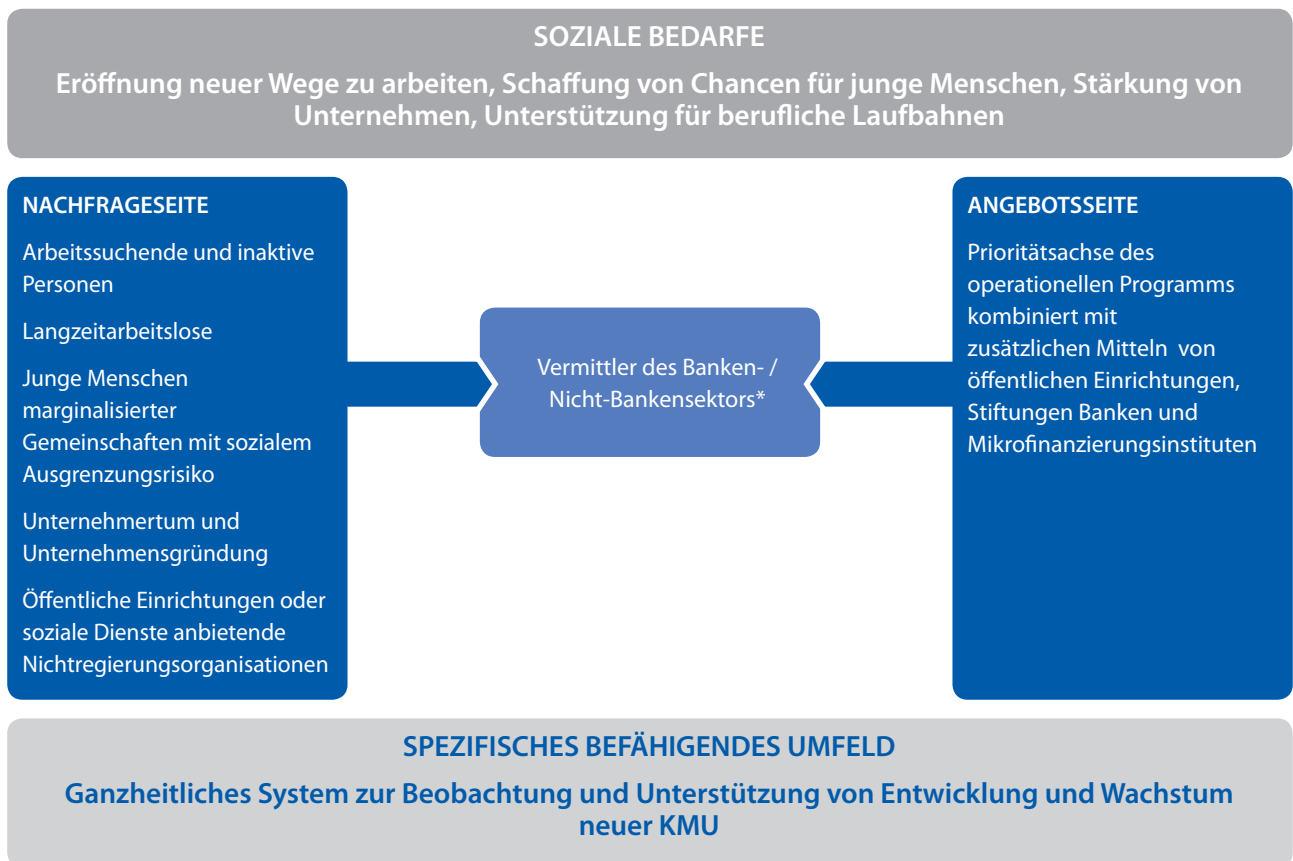 SOZIALE BEDARFE
Eröffnung neuer Wege zu arbeiten, Schaffung von Chancen für junge Menschen, Stärkung von
Unternehmen, Unterstützung für berufliche Laufbahnen
NACHFRAGESEITE
Arbeitssuchende und inaktive
Personen
Langzeitarbeitslose
Junge Menschen
marginalisierter
Gemeinschaften mit sozialem
Ausgrenzungsrisiko
Unternehmertum und
Unternehmensgründung
Öffentliche Einrichtungen oder
soziale Dienste anbietende
Nichtregierungsorganisationen
Vermittler des Banken- /
Nicht-Bankensektors*
ANGEBOTSSEITE
Prioritätsachse des
operationellen Programms
kombiniert mit
zusätzlichen Mitteln von
öffentlichen Einrichtungen,
Stiftungen Banken und
Mikrofinanzierungsinstituten
SPEZIFISCHES BEFÄHIGENDES UMFELD
Ganzheitliches System zur Beobachtung und Unterstützung von Entwicklung und Wachstum
neuer KMU